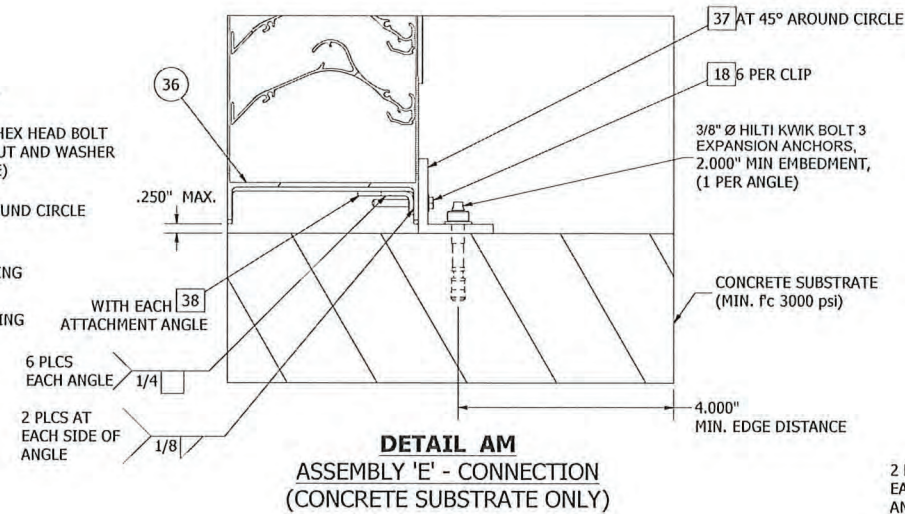 37 AT 45° AROUND CIRCLE
36
18 6 PER CLIP
HEX HEAD BOLT
UT AND WASHER
E)
3/8" Ø HILTI KWIK BOLT 3
EXPANSION ANCHORS,
2.000" MIN EMBEDMENT,
(1 PER ANGLE)
.250" MAX.
UND CIRCLE
ING
CONCRETE SUBSTRATE
(MIN. f'c 3000 psi)
WITH EACH 38
ATTACHMENT ANGLE
ING
6 PLCS
EACH ANGLE
1/4
2 PLCS AT
EACH SIDE OF
ANGLE
1/8
4.000"
MIN. EDGE DISTANCE
DETAIL AM
ASSEMBLY 'E' - CONNECTION
(CONCRETE SUBSTRATE ONLY)
2 
EA
AN